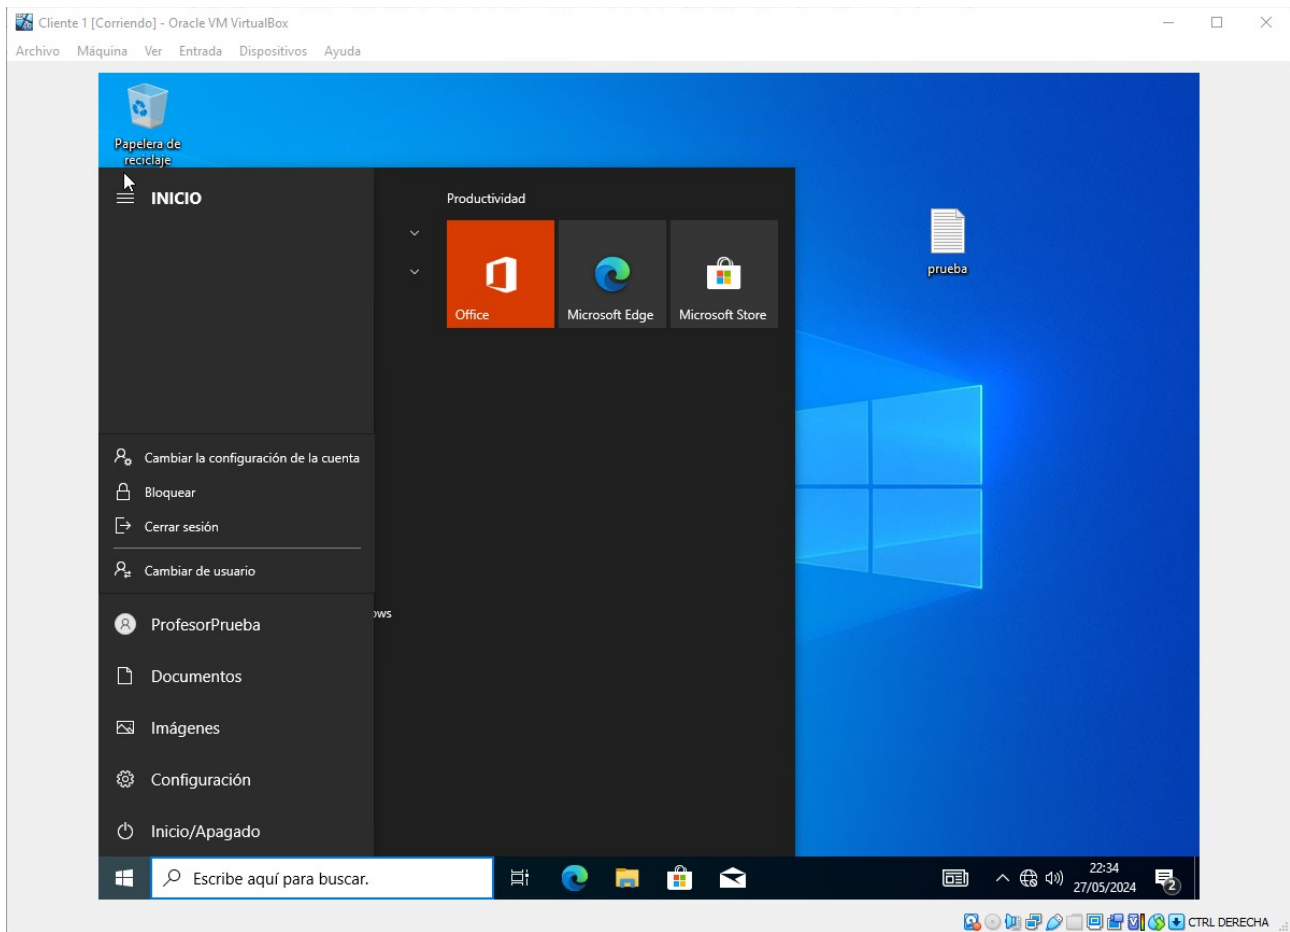 Cliente 1 [Corriendo] - Oracle VM VirtualBox
Archivo Máquina Ver Entrada Dispositivos Ayuda
Papelera de
reciclaje
INICIO
Productividad
Office
Microsoft Edge
Microsoft Store
prueba
Cambiar la configuración de la cuenta
Bloquear
Cerrar sesión
Cambiar de usuario
ows
ProfesorPrueba
Documentos
Imágenes
Configuración
Inicio/Apagado
Escribe aquí para buscar.
22:34
27/05/2024
2
CTRL DERECHA